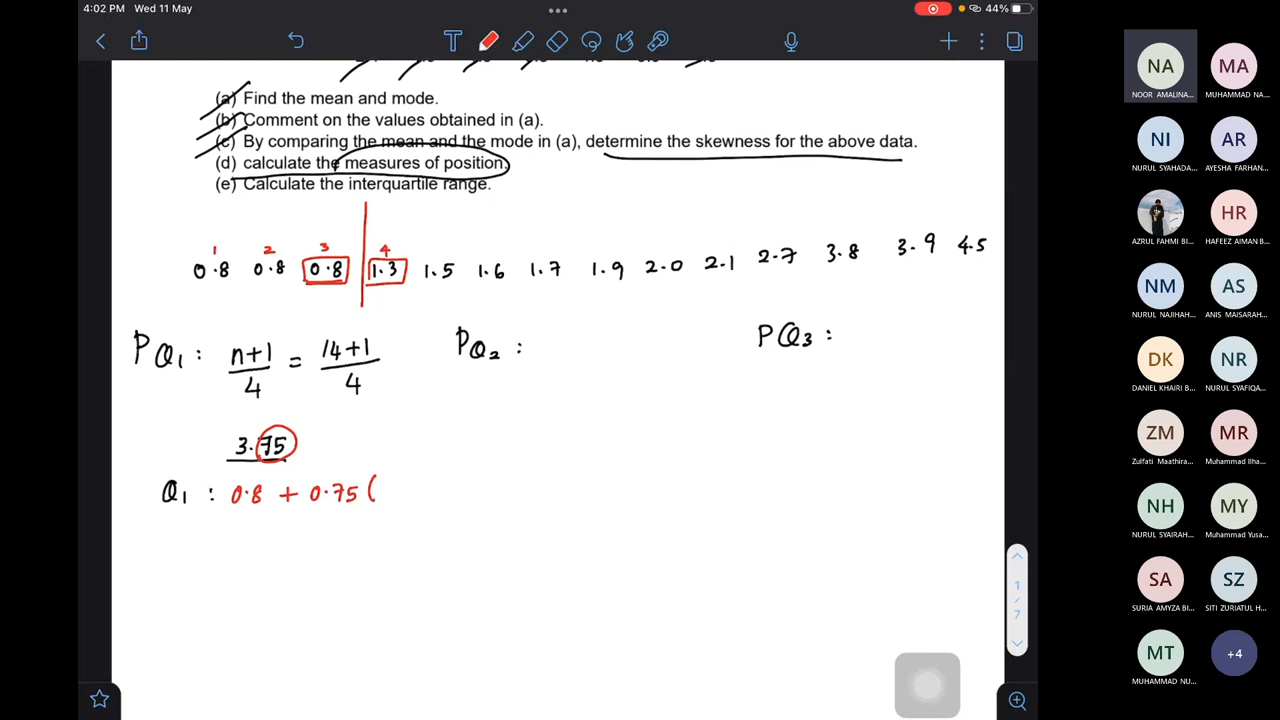 4:02 PM Wed 11 May
44%
(a) Find the mean and mode.
(b) Comment on the values obtained in (a).
(c) By comparing the mean and the mode in (a), determine the skewness for the above data.
(d) calculate the measures of position
(e) Calculate the interquartile range.
1 2 3 4
0.8 0.8 0.8 1.3 1.5 1.6 1.7 1.9 2.0 2.1 2.7 3.8 3.9 4.5
PQ1 : n+1/4 = 14+1/4
PQ2 :
PQ3 :
3.75
Q1 : 0.8 + 0.75 (
1/7
NA
NOOR AMALINA...
MA
MUHAMMAD NA...
NI
NURUL SYAHADA...
AR
AYESHA FARHAN...
AZRUL FAHMI BI...
HR
HAFEEZ AIMAN B...
NM
NURUL NAJIHAH...
AS
ANIS MAISARAH...
DK
DANIEL KHAIRI B...
NR
NURUL SYAFIQA...
ZM
Zulfati Maathira...
MR
Muhammad Ilha...
NH
NURUL SYAIRAH...
MY
Muhammad Yusa...
SA
SURIA AMYZA BI...
SZ
SITI ZURIATUL H...
MT
MUHAMMAD NU...
+4